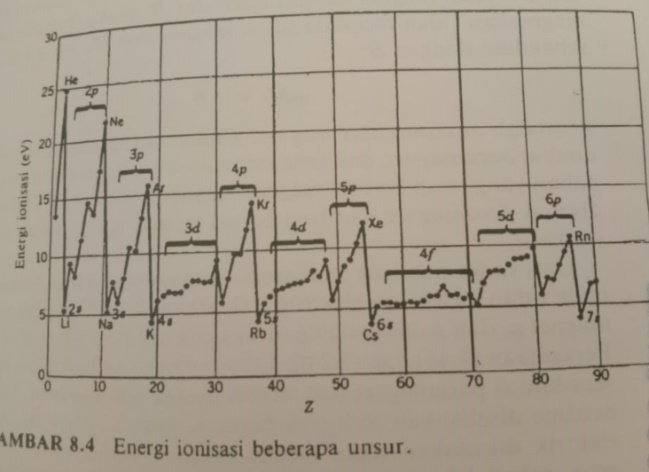 30
He
25
2p
Ne
20
3p
15
Ar
4p
Kr
5p
Xe
6p
Rn
3d
4d
4f
5d
10
5
Li
2s
Na
3s
K
4s
Rb
5s
Cs
6s
7s
0
0 10 20 30 40 50 60 70 80 90
Z
Energi ionisasi (eV)
AMBAR 8.4 Energi ionisasi beberapa unsur.